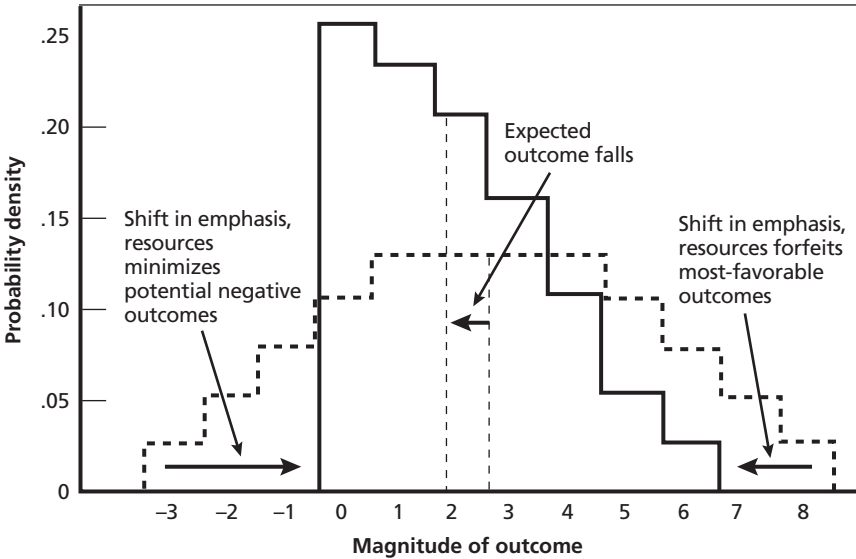 .25
.20
.15
.10
.05
0
Probability density
Expected
outcome falls
Shift in emphasis,
resources
minimizes
potential negative
outcomes
Shift in emphasis,
resources forfeits
most-favorable
outcomes
–3 –2 –1 0 1 2 3 4 5 6 7 8
Magnitude of outcome